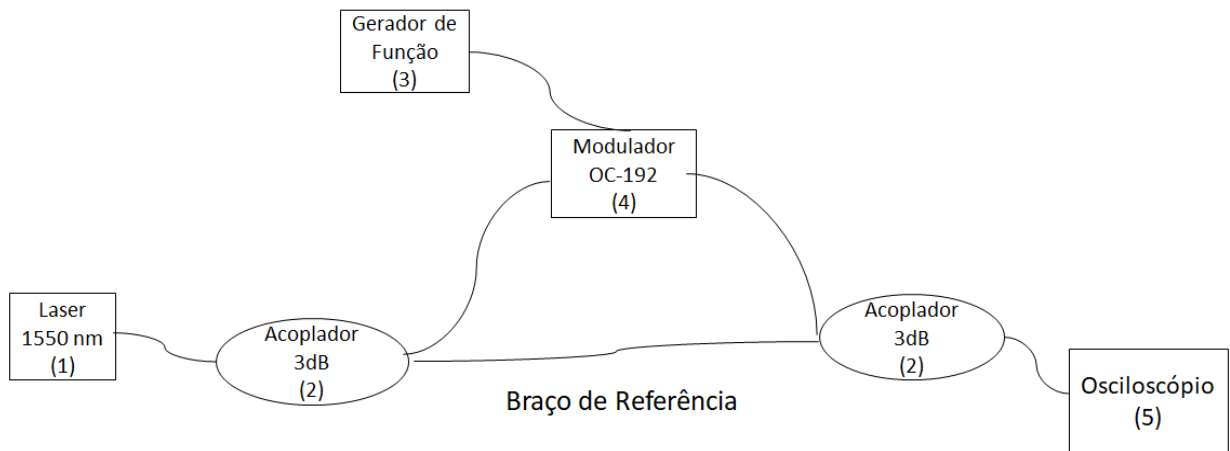 Gerador de
Função
(3)
Modulador
OC-192
(4)
Laser
1550 nm
(1)
Acoplador
3dB
(2)
Acoplador
3dB
(2)
Braço de Referência
Osciloscópio
(5)